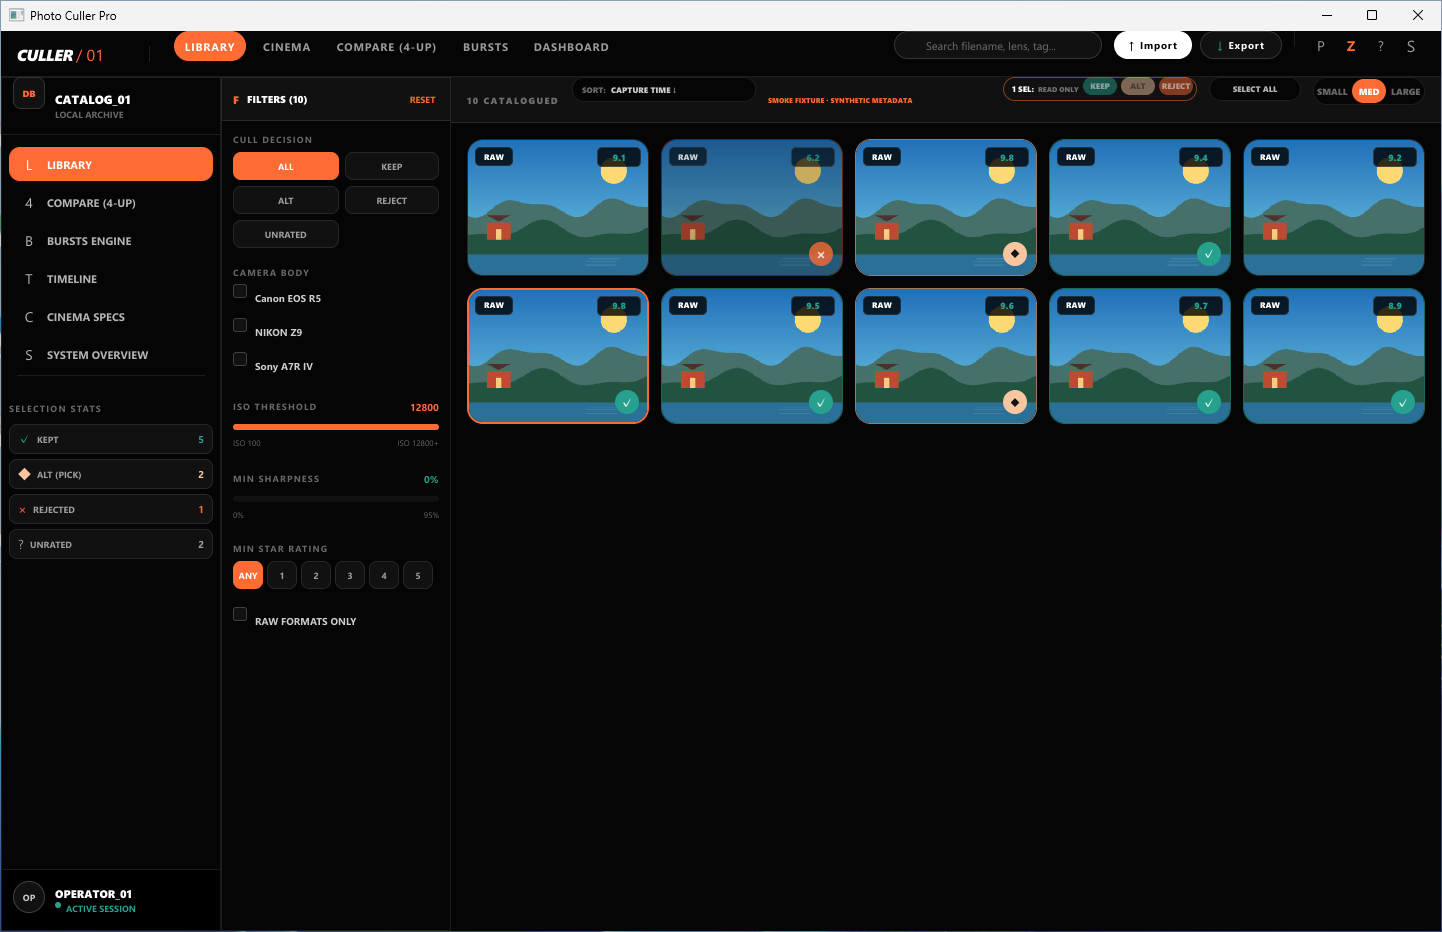 Photo Culler Pro
CULLER / 01
LIBRARY CINEMA COMPARE (4-UP) BURSTS DASHBOARD
Search filename, lens, tag...
↑ Import
↓ Export
P Z ? S
DB
CATALOG_01
LOCAL ARCHIVE
L LIBRARY
4 COMPARE (4-UP)
B BURSTS ENGINE
T TIMELINE
C CINEMA SPECS
S SYSTEM OVERVIEW
SELECTION STATS
✓ KEPT 5
◆ ALT (PICK) 2
× REJECTED 1
? UNRATED 2
OP
OPERATOR_01
ACTIVE SESSION
F FILTERS (10) RESET
CULL DECISION
ALL KEEP
ALT REJECT
UNRATED
CAMERA BODY
Canon EOS R5
NIKON Z9
Sony A7R IV
ISO THRESHOLD 12800
ISO 100 ISO 12800+
MIN SHARPNESS 0%
0% 95%
MIN STAR RATING
ANY 1 2 3 4 5
RAW FORMATS ONLY
10 CATALOGUED
SORT: CAPTURE TIME ↓
SMOKE FIXTURE · SYNTHETIC METADATA
1 SEL: READ ONLY KEEP ALT REJECT
SELECT ALL
SMALL MED LARGE
RAW 9.1
RAW 6.2
RAW 9.8
RAW 9.4
RAW 9.2
RAW 9.8
RAW 9.5
RAW 9.6
RAW 9.7
RAW 8.9